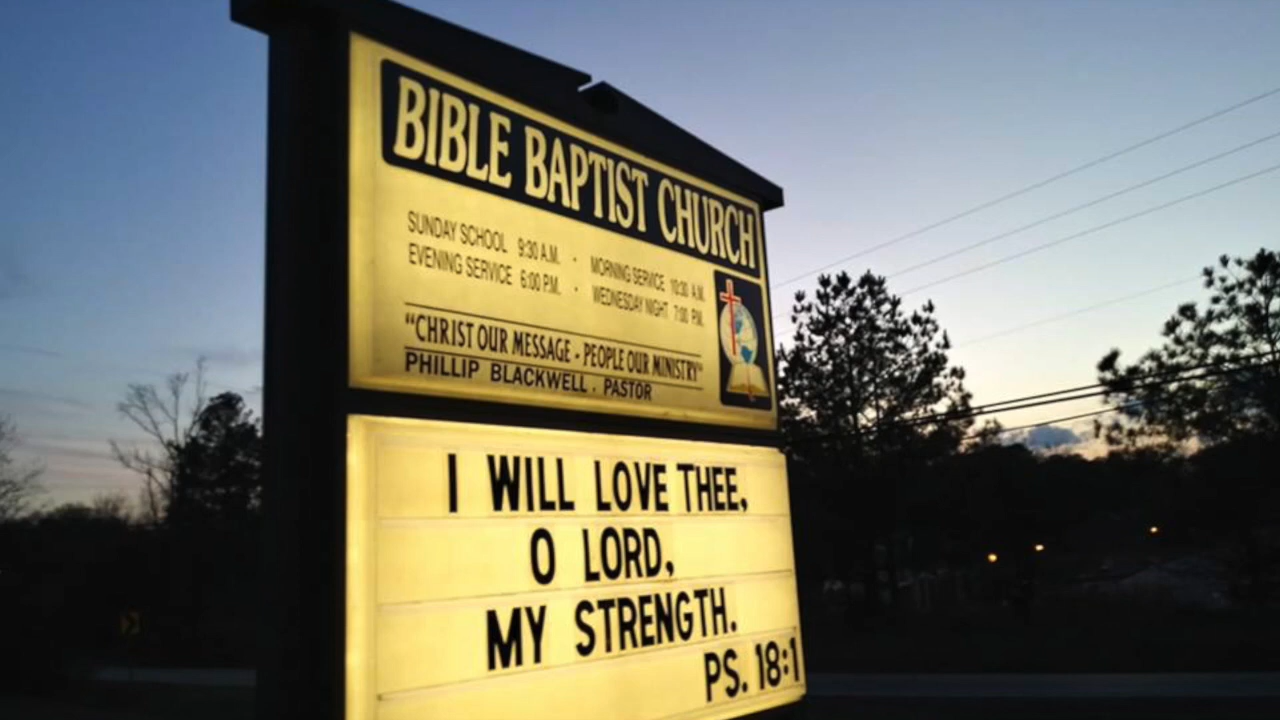 BIBLE BAPTIST CHURCH
SUNDAY SCHOOL 9:30 A.M. · MORNING SERVICE 10:30 A.M.
EVENING SERVICE 6:00 P.M. · WEDNESDAY NIGHT 7:00 P.M.
"CHRIST OUR MESSAGE - PEOPLE OUR MINISTRY"
PHILLIP BLACKWELL . PASTOR
I WILL LOVE THEE,
O LORD,
MY STRENGTH.
PS. 18:1